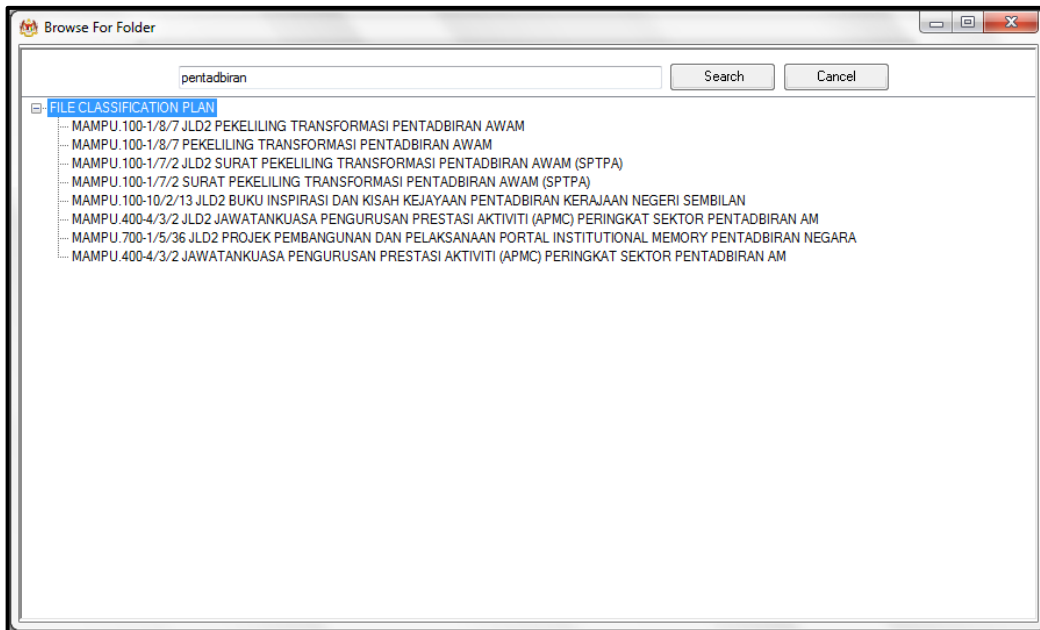 Browse For Folder
pentadbiran Search Cancel
FILE CLASSIFICATION PLAN
MAMPU.100-1/8/7 JLD2 PEKELILING TRANSFORMASI PENTADBIRAN AWAM
MAMPU.100-1/8/7 PEKELILING TRANSFORMASI PENTADBIRAN AWAM
MAMPU.100-1/7/2 JLD2 SURAT PEKELILING TRANSFORMASI PENTADBIRAN AWAM (SPTPA)
MAMPU.100-1/7/2 SURAT PEKELILING TRANSFORMASI PENTADBIRAN AWAM (SPTPA)
MAMPU.100-10/2/13 JLD2 BUKU INSPIRASI DAN KISAH KEJAYAAN PENTADBIRAN KERAJAAN NEGERI SEMBILAN
MAMPU.400-4/3/2 JLD2 JAWATANKUASA PENGURUSAN PRESTASI AKTIVITI (APMC) PERINGKAT SEKTOR PENTADBIRAN AM
MAMPU.700-1/5/36 JLD2 PROJEK PEMBANGUNAN DAN PELAKSANAAN PORTAL INSTITUTIONAL MEMORY PENTADBIRAN NEGARA
MAMPU.400-4/3/2 JAWATANKUASA PENGURUSAN PRESTASI AKTIVITI (APMC) PERINGKAT SEKTOR PENTADBIRAN AM